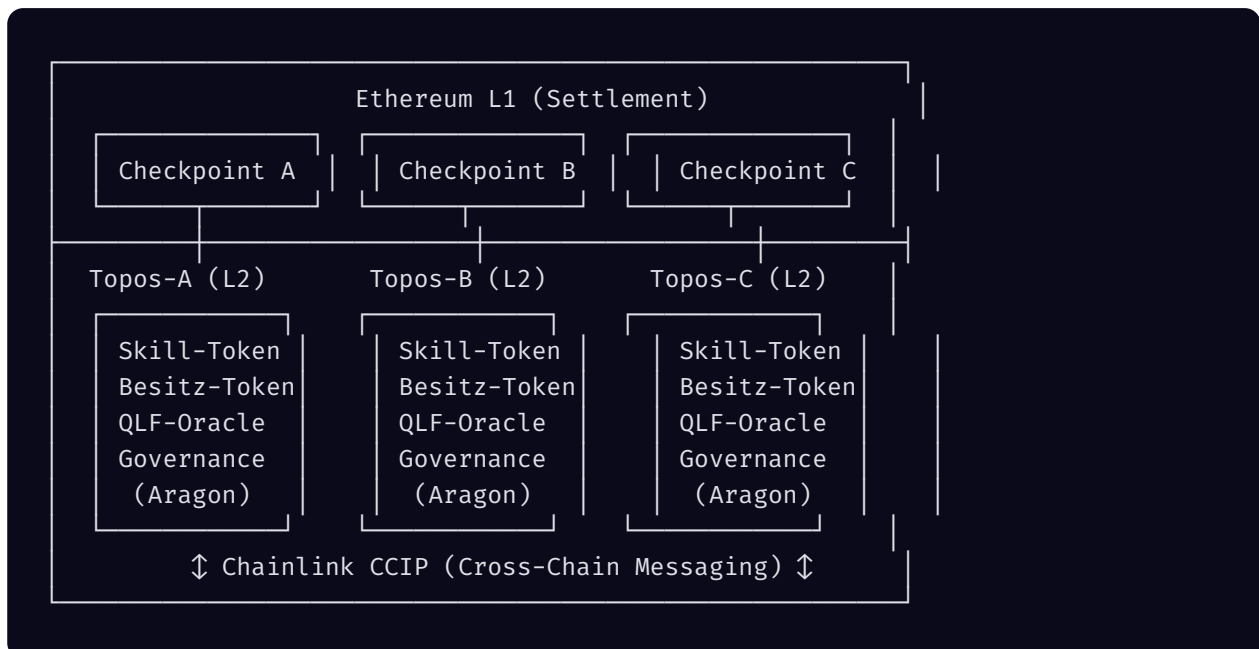 Ethereum L1 (Settlement)
Checkpoint A Checkpoint B Checkpoint C
Topos-A (L2) Topos-B (L2) Topos-C (L2)
Skill-Token Skill-Token Skill-Token
Besitz-Token Besitz-Token Besitz-Token
QLF-Oracle QLF-Oracle QLF-Oracle
Governance Governance Governance
(Aragon) (Aragon) (Aragon)
↕ Chainlink CCIP (Cross-Chain Messaging) ↕